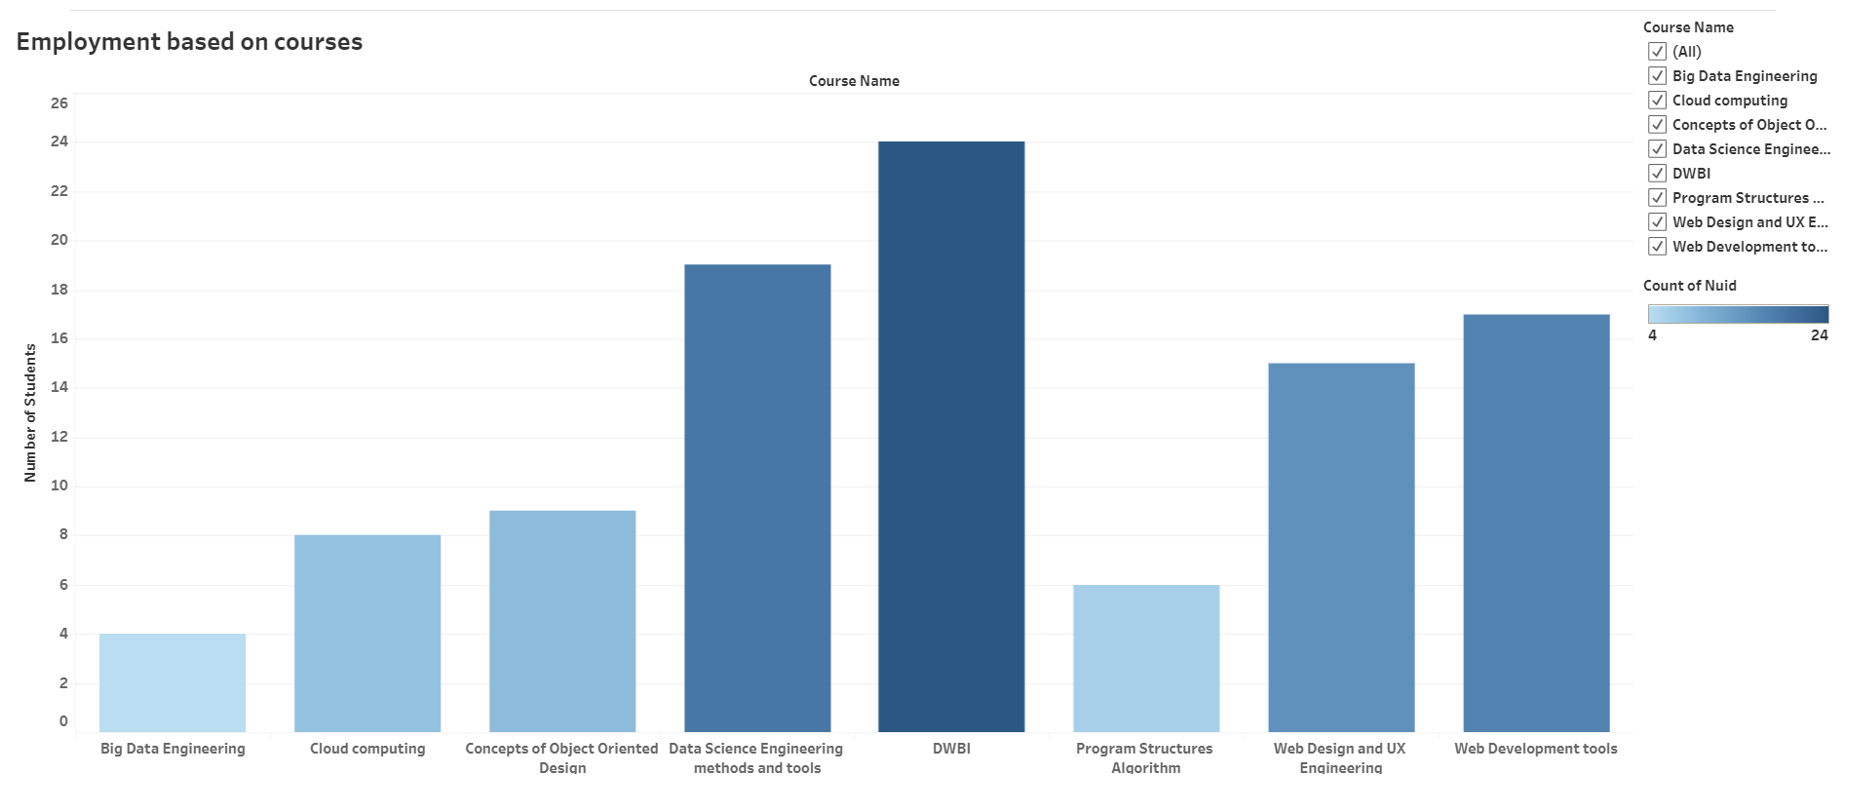 Employment based on courses
Course Name
26
24
22
20
18
16
14
12
10
8
6
4
2
0
Number of Students
Big Data Engineering
Cloud computing
Concepts of Object Oriented
Design
Data Science Engineering
methods and tools
DWBI
Program Structures
Algorithm
Web Design and UX
Engineering
Web Development tools
Course Name
(All)
Big Data Engineering
Cloud computing
Concepts of Object O...
Data Science Enginee...
DWBI
Program Structures ...
Web Design and UX E...
Web Development to...
Count of Nuid
4 24